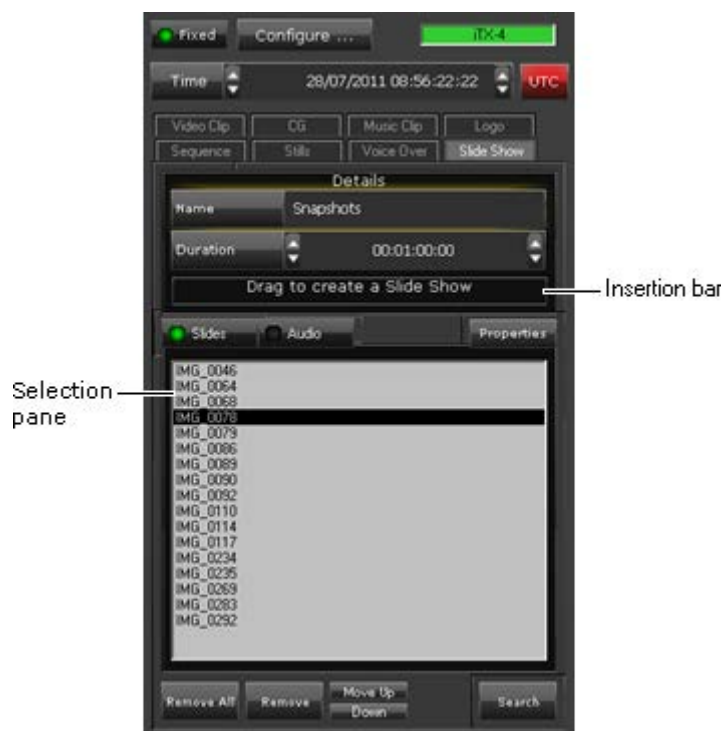 Fixed Configure ... iTX-4
Time 28/07/2011 08:56:22:22 UTC
Video Clip CG Music Clip Logo
Sequence Stills Voice Over Slide Show
Details
Name Snapshots
Duration 00:01:00:00
Drag to create a Slide Show
Insertion bar
Slides Audio Properties
Selection pane
IMG_0046
IMG_0064
IMG_0068
IMG_0078
IMG_0079
IMG_0086
IMG_0089
IMG_0090
IMG_0092
IMG_0110
IMG_0114
IMG_0117
IMG_0234
IMG_0235
IMG_0269
IMG_0283
IMG_0292
Remove All Remove Move Up Search
Down